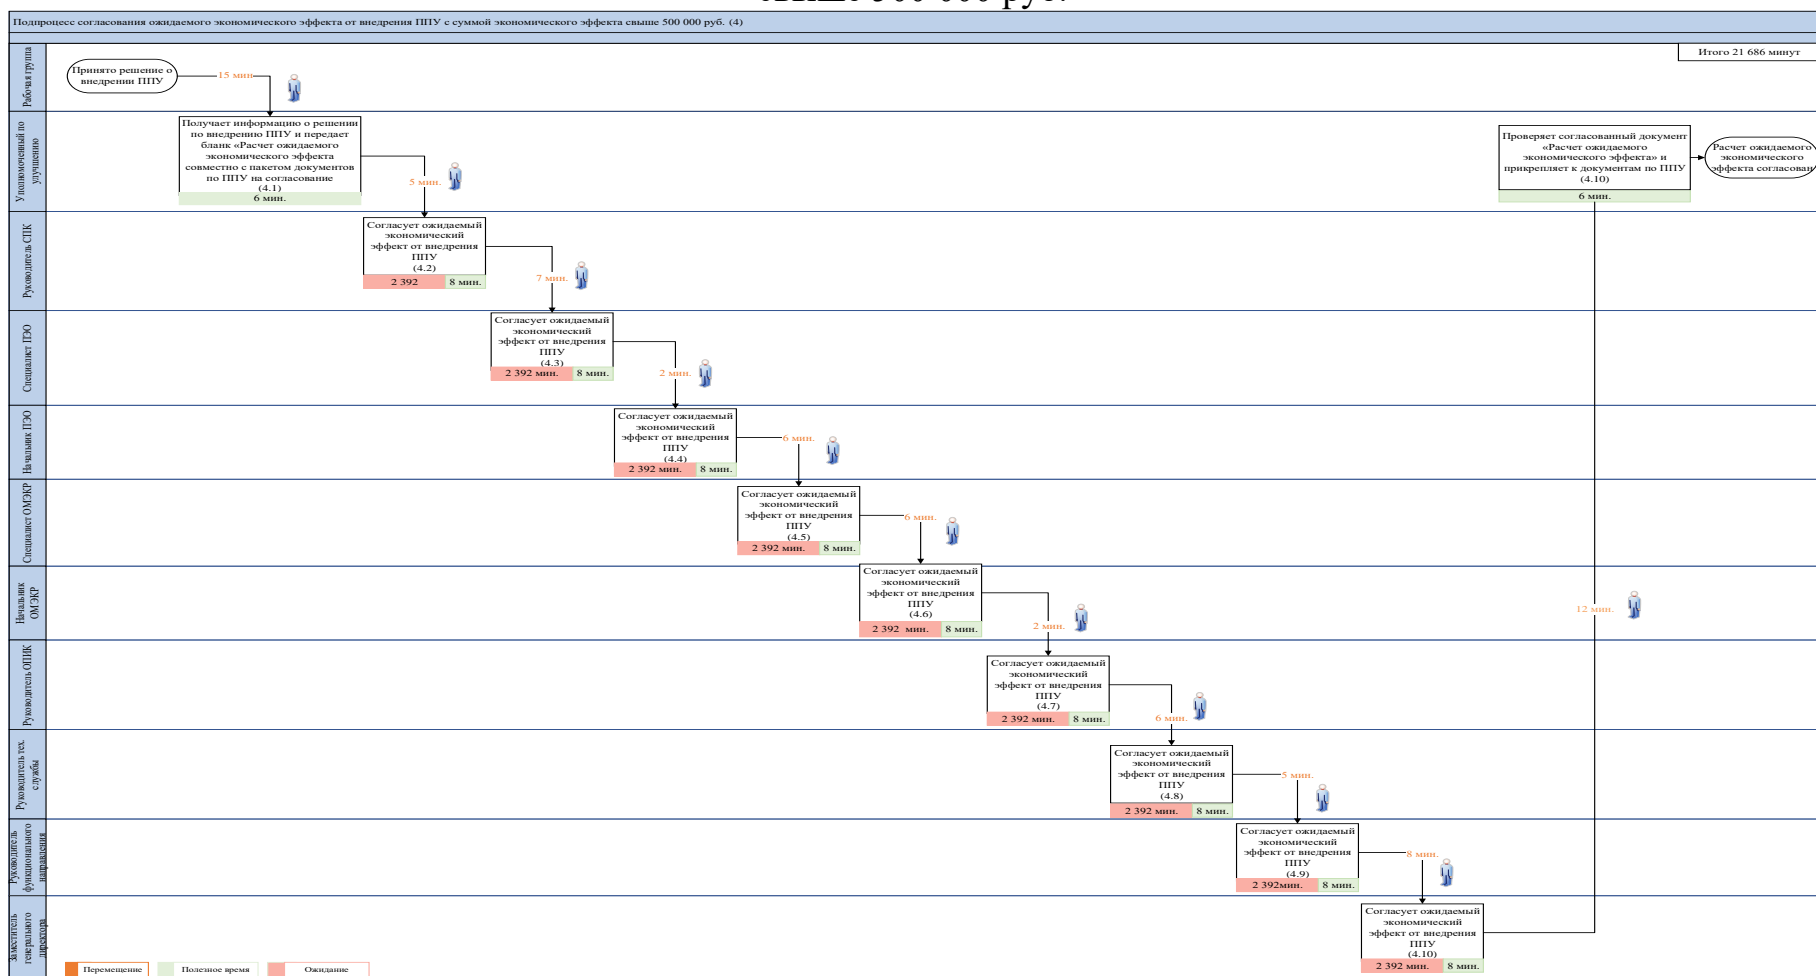 Подпроцесс согласования ожидаемого экономического эффекта от внедрения ППУ с суммой экономического эффекта свыше 500 000 руб. (4)
Итого 21 686 минут
Рабочая группа
Принято решение о
внедрении ППУ
15 мин
Уполномоченный по
улучшению
Получает информацию о решении
по внедрению ППУ и передает
бланк «Расчет ожидаемого
экономического эффекта
совместно с пакетом документов
по ППУ на согласование
(4.1)
6 мин.
5 мин.
Проверяет согласованный документ
«Расчет ожидаемого
экономического эффекта» и
прикрепляет к документам по ППУ
(4.10)
6 мин.
Расчет ожидаемого
экономического
эффекта согласован
Руководитель СПК
Согласует ожидаемый
экономический
эффект от внедрения
ППУ
(4.2)
2 392
8 мин.
7 мин.
Специалист ПЭО
Согласует ожидаемый
экономический
эффект от внедрения
ППУ
(4.3)
2 392 мин.
8 мин.
2 мин.
Начальник ПЭО
Согласует ожидаемый
экономический
эффект от внедрения
ППУ
(4.4)
2 392 мин.
8 мин.
6 мин.
Специалист ОМЭКР
Согласует ожидаемый
экономический
эффект от внедрения
ППУ
(4.5)
2 392 мин.
8 мин.
6 мин.
Начальник
ОМЭКР
Согласует ожидаемый
экономический
эффект от внедрения
ППУ
(4.6)
2 392 мин.
8 мин.
2 мин.
12 мин.
Руководитель ОПИК
Согласует ожидаемый
экономический
эффект от внедрения
ППУ
(4.7)
2 392 мин.
8 мин.
6 мин.
Руководитель тех.
службы
Согласует ожидаемый
экономический
эффект от внедрения
ППУ
(4.8)
2 392 мин.
8 мин.
5 мин.
Руководитель
функционального
направления
Согласует ожидаемый
экономический
эффект от внедрения
ППУ
(4.9)
2 392мин.
8 мин.
8 мин.
Заместитель
генерального
директора
Согласует ожидаемый
экономический
эффект от внедрения
ППУ
(4.10)
2 392 мин.
8 мин.
Перемещение
Полезное время
Ожидание